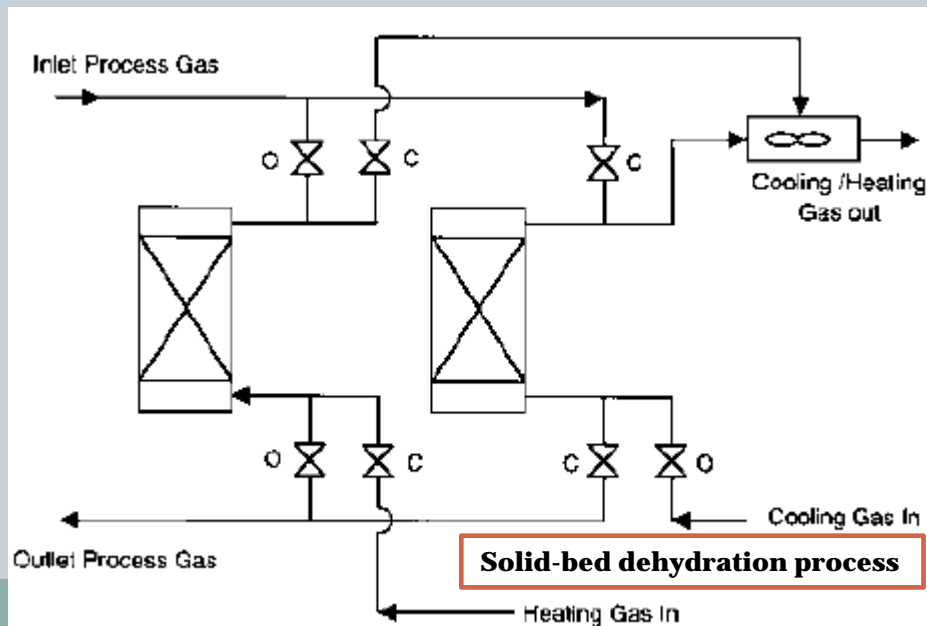 Inlet Process Gas
O
C
C
Cooling /Heating
Gas out
O
C
C
O
Cooling Gas In
Outlet Process Gas
Solid-bed dehydration process
Heating Gas In